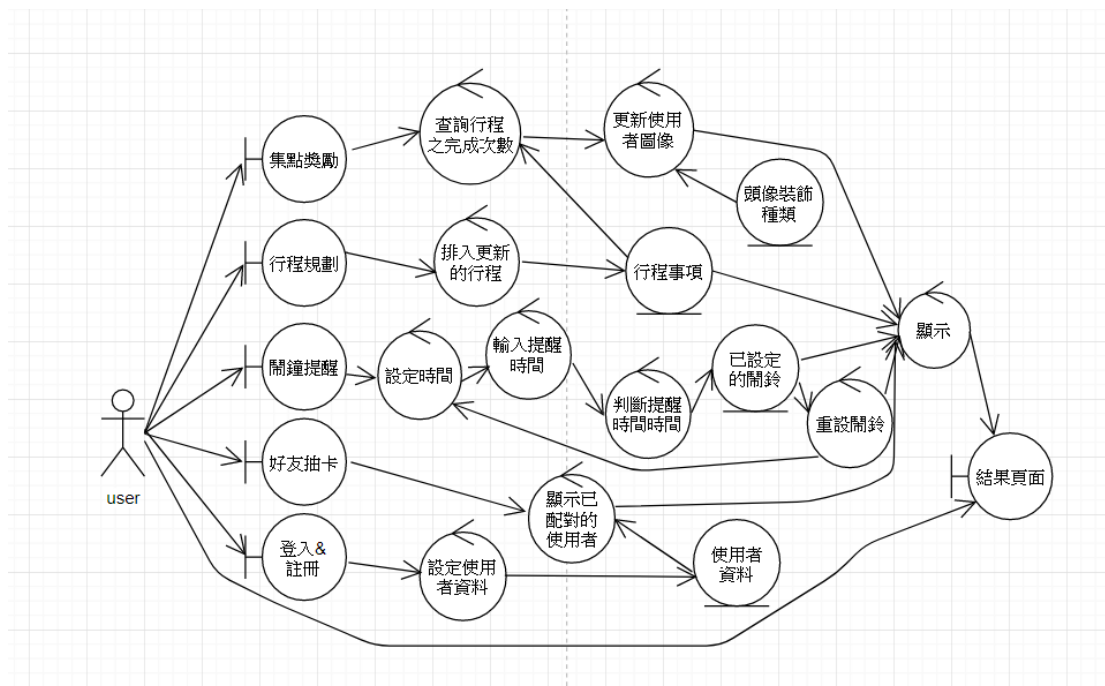 集點獎勵
查詢行程
之完成次數
更新使用
者圖像
頭像裝飾
種類
行程規劃
排入更新
的行程
行程事項
顯示
鬧鐘提醒
設定時間
輸入提醒
時間
判斷提醒
時間時間
已設定
的鬧鈴
重設鬧鈴
user
好友抽卡
顯示已
配對的
使用者
結果頁面
登入&
註冊
設定使用
者資料
使用者
資料